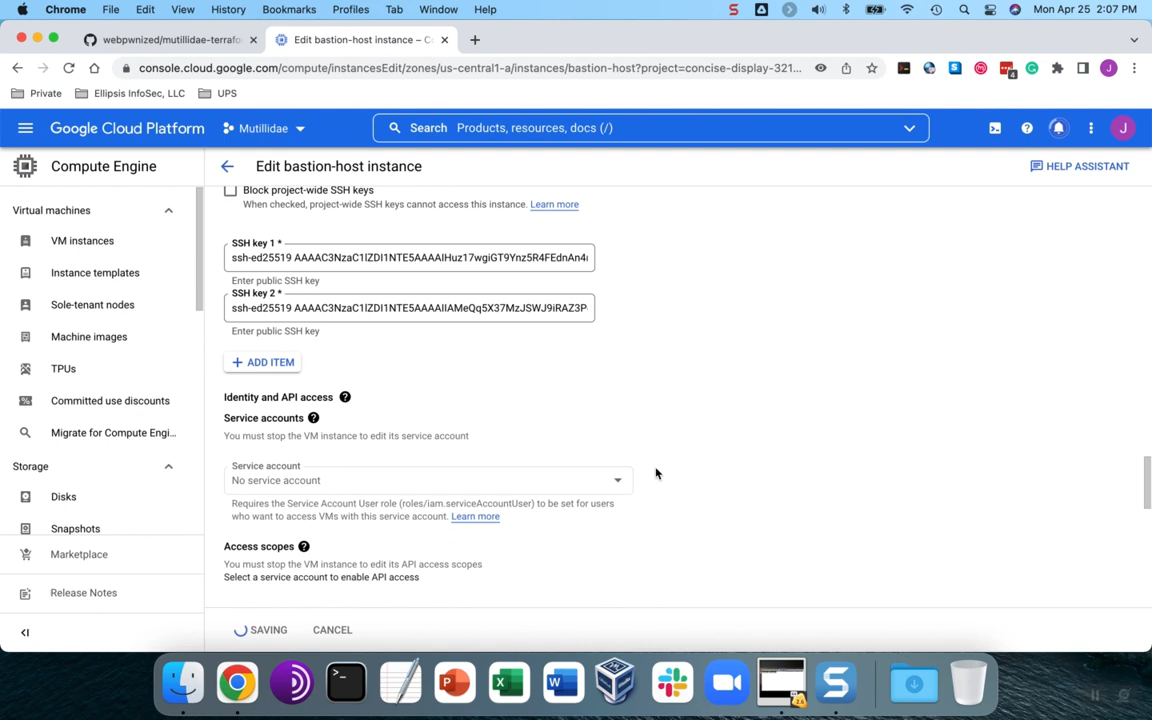 Chrome File Edit View History Bookmarks Profiles Tab Window Help S Mon Apr 25 2:07 PM
webpwnized/mutillidae-terrafo
Edit bastion-host instance – C
console.cloud.google.com/compute/instancesEdit/zones/us-central1-a/instances/bastion-host?project=concise-display-321... 4 J
Private Ellipsis InfoSec, LLC UPS
Google Cloud Platform Mutillidae Search Products, resources, docs (/) J
Compute Engine Edit bastion-host instance HELP ASSISTANT
Virtual machines
VM instances
Instance templates
Sole-tenant nodes
Machine images
TPUs
Committed use discounts
Migrate for Compute Engi...
Storage
Disks
Snapshots
Marketplace
Release Notes
Block project-wide SSH keys
When checked, project-wide SSH keys cannot access this instance. Learn more
SSH key 1 *
ssh-ed25519 AAAAC3NzaC1lZDI1NTE5AAAAIHuz17wgiGT9Ynz5R4FEdnAn4
Enter public SSH key
SSH key 2 *
ssh-ed25519 AAAAC3NzaC1lZDI1NTE5AAAAIIAMeQq5X37MzJSWJ9iRAZ3P
Enter public SSH key
+ ADD ITEM
Identity and API access
Service accounts
You must stop the VM instance to edit its service account
Service account
No service account
Requires the Service Account User role (roles/iam.serviceAccountUser) to be set for users
who want to access VMs with this service account. Learn more
Access scopes
You must stop the VM instance to edit its API access scopes
Select a service account to enable API access
SAVING CANCEL